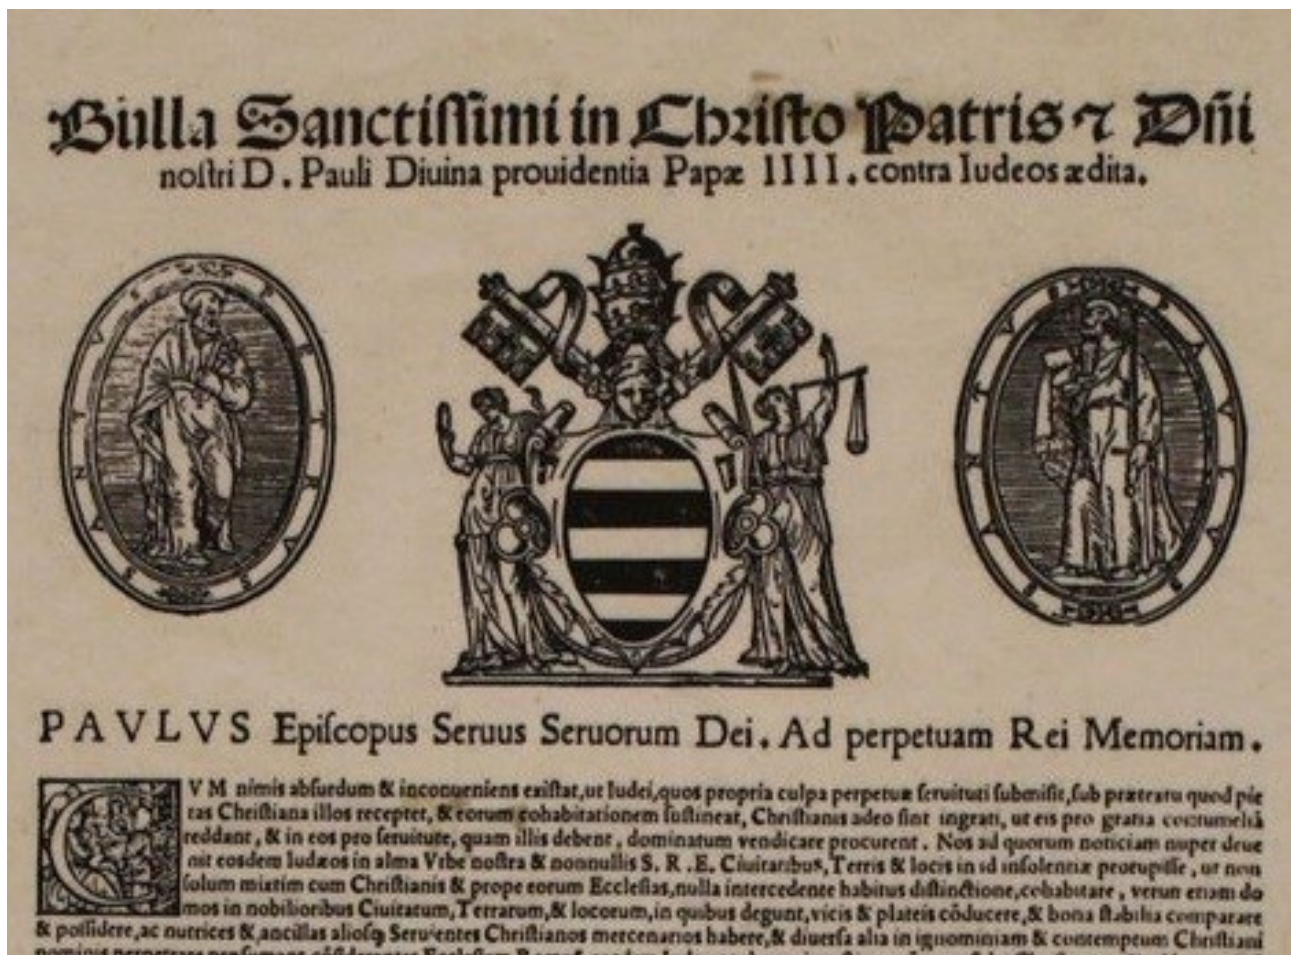 Bulla Sanctissimi in Christo Patris ⁊ Dñi
nostri D. Pauli Diuina prouidentia Papæ IIII. contra Iudeos ædita.
PAVLVS Episcopus Seruus Seruorum Dei. Ad perpetuam Rei Memoriam.
CVM nimis absurdum & inconueniens existat, ut Iudei, quos propria culpa perpetuæ seruituti submisit, sub prætextu quod pie
tas Christiana illos receptet, & eorum cohabitationem sustineat, Christianis adeo sint ingrati, ut eis pro gratia contumeliā
reddant, & in eos pro seruitute, quam illis debent, dominatum vendicare procurent. Nos ad quorum noticiam nuper deue
nit eosdem Iudæos in alma Vrbe nostra & nonnullis S. R. E. Ciuitatibus, Terris & locis in id insolentiæ prorupisse, ut non
solum mixtim cum Christianis & prope eorum Ecclesias, nulla intercedente habitus distinctione, cohabitare, verun etiam do
mos in nobilioribus Ciuitatum, Terrarum, & locorum, in quibus degunt, vicis & plateis cōducere, & bona stabilia comparare
& possidere, ac nutrices & ancillas aliosq; Seruientes Christianos mercenarios habere, & diuersa alia in ignominiam & contemptum Christiani